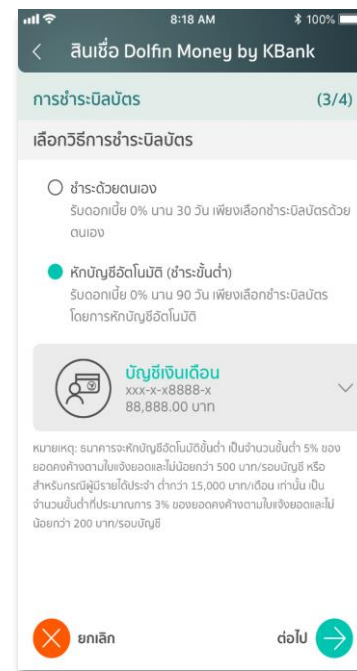 8:18 AM
100%
สินเชื่อ Dolfin Money by KBank
การชำระบิลบัตร (3/4)
เลือกวิธีการชำระบิลบัตร
ชำระด้วยตนเอง
รับดอกเบี้ย 0% นาน 30 วัน เพียงเลือกชำระบิลบัตรด้วย
ตนเอง
หักบัญชีอัตโนมัติ (ชำระขั้นต่ำ)
รับดอกเบี้ย 0% นาน 90 วัน เพียงเลือกชำระบิลบัตร
โดยการหักบัญชีอัตโนมัติ
บัญชีเงินเดือน
xxx-x-x8888-x
88,888.00 บาท
หมายเหตุ: ธนาคารจะหักบัญชีอัตโนมัติขั้นต่ำ เป็นจำนวนขั้นต่ำ 5% ของ
ยอดคงค้างตามใบแจ้งยอดและไม่น้อยกว่า 500 บาท/รอบบัญชี หรือ
สำหรับกรณีผู้มีรายได้ประจำ ต่ำกว่า 15,000 บาท/เดือน เท่านั้น เป็น
จำนวนขั้นต่ำที่ประมาณการ 3% ของยอดคงค้างตามใบแจ้งยอดและไม่
น้อยกว่า 200 บาท/รอบบัญชี
ยกเลิก
ต่อไป